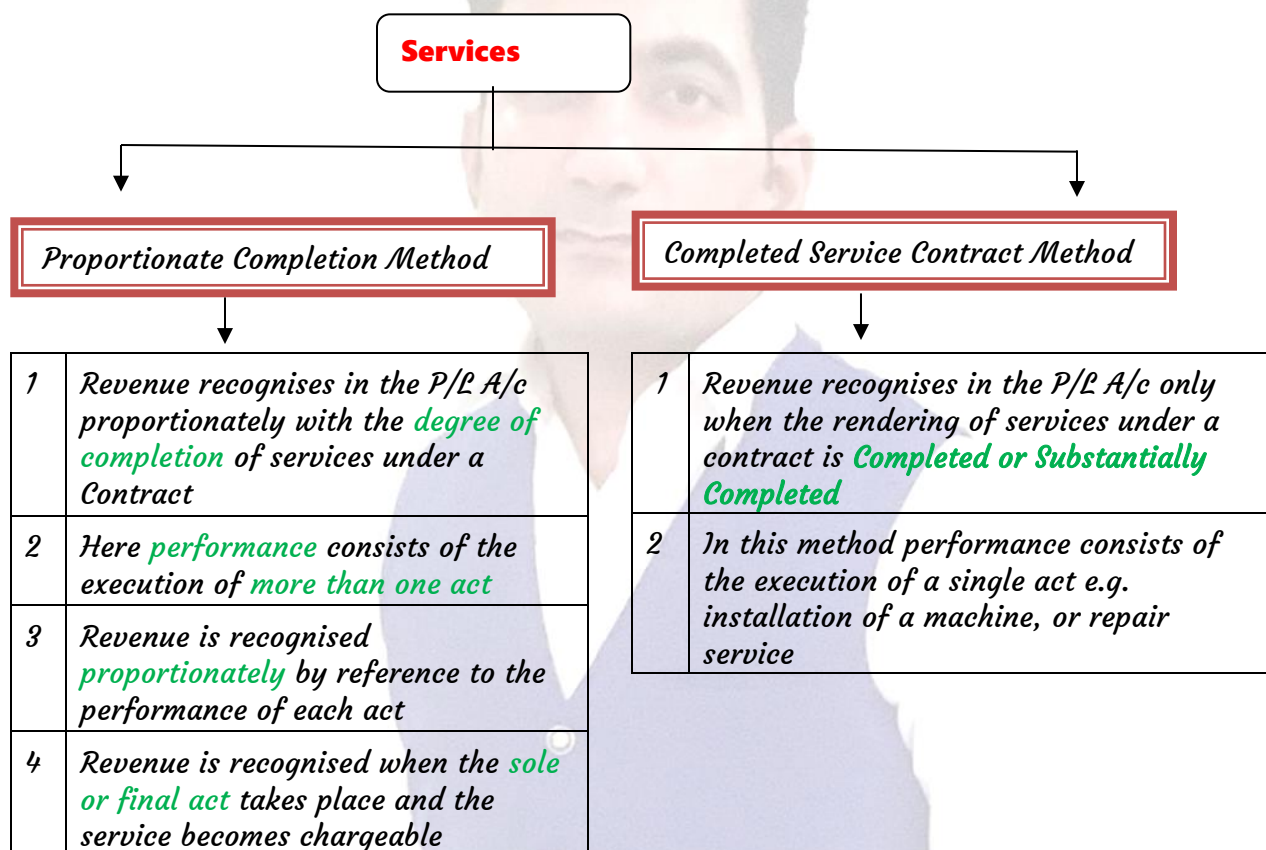 Services
Proportionate Completion Method
Completed Service Contract Method
1
Revenue recognises in the P/L A/c
proportionately with the degree of
completion of services under a
Contract
2
Here performance consists of the
execution of more than one act
3
Revenue is recognised
proportionately by reference to the
performance of each act
4
Revenue is recognised when the sole
or final act takes place and the
service becomes chargeable
1
Revenue recognises in the P/L A/c only
when the rendering of services under a
contract is Completed or Substantially
Completed
2
In this method performance consists of
the execution of a single act e.g.
installation of a machine, or repair
service